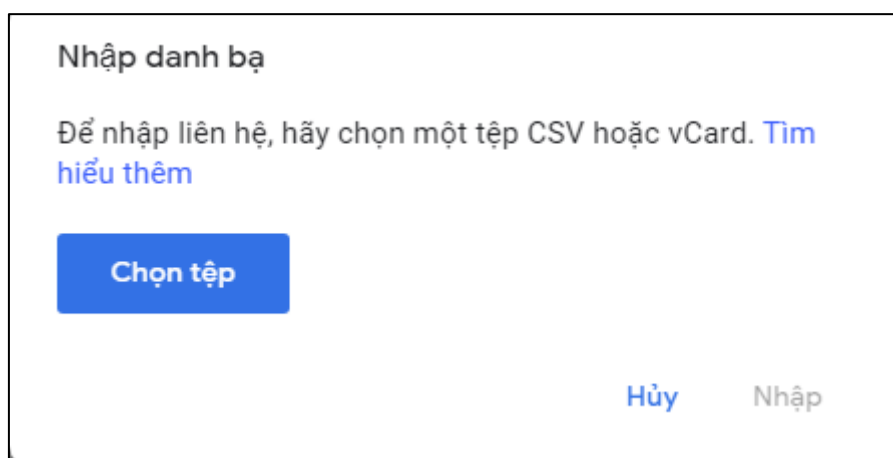 Nhập danh bạ
Để nhập liên hệ, hãy chọn một tệp CSV hoặc vCard. Tìm
hiểu thêm
Chọn tệp
Hủy Nhập